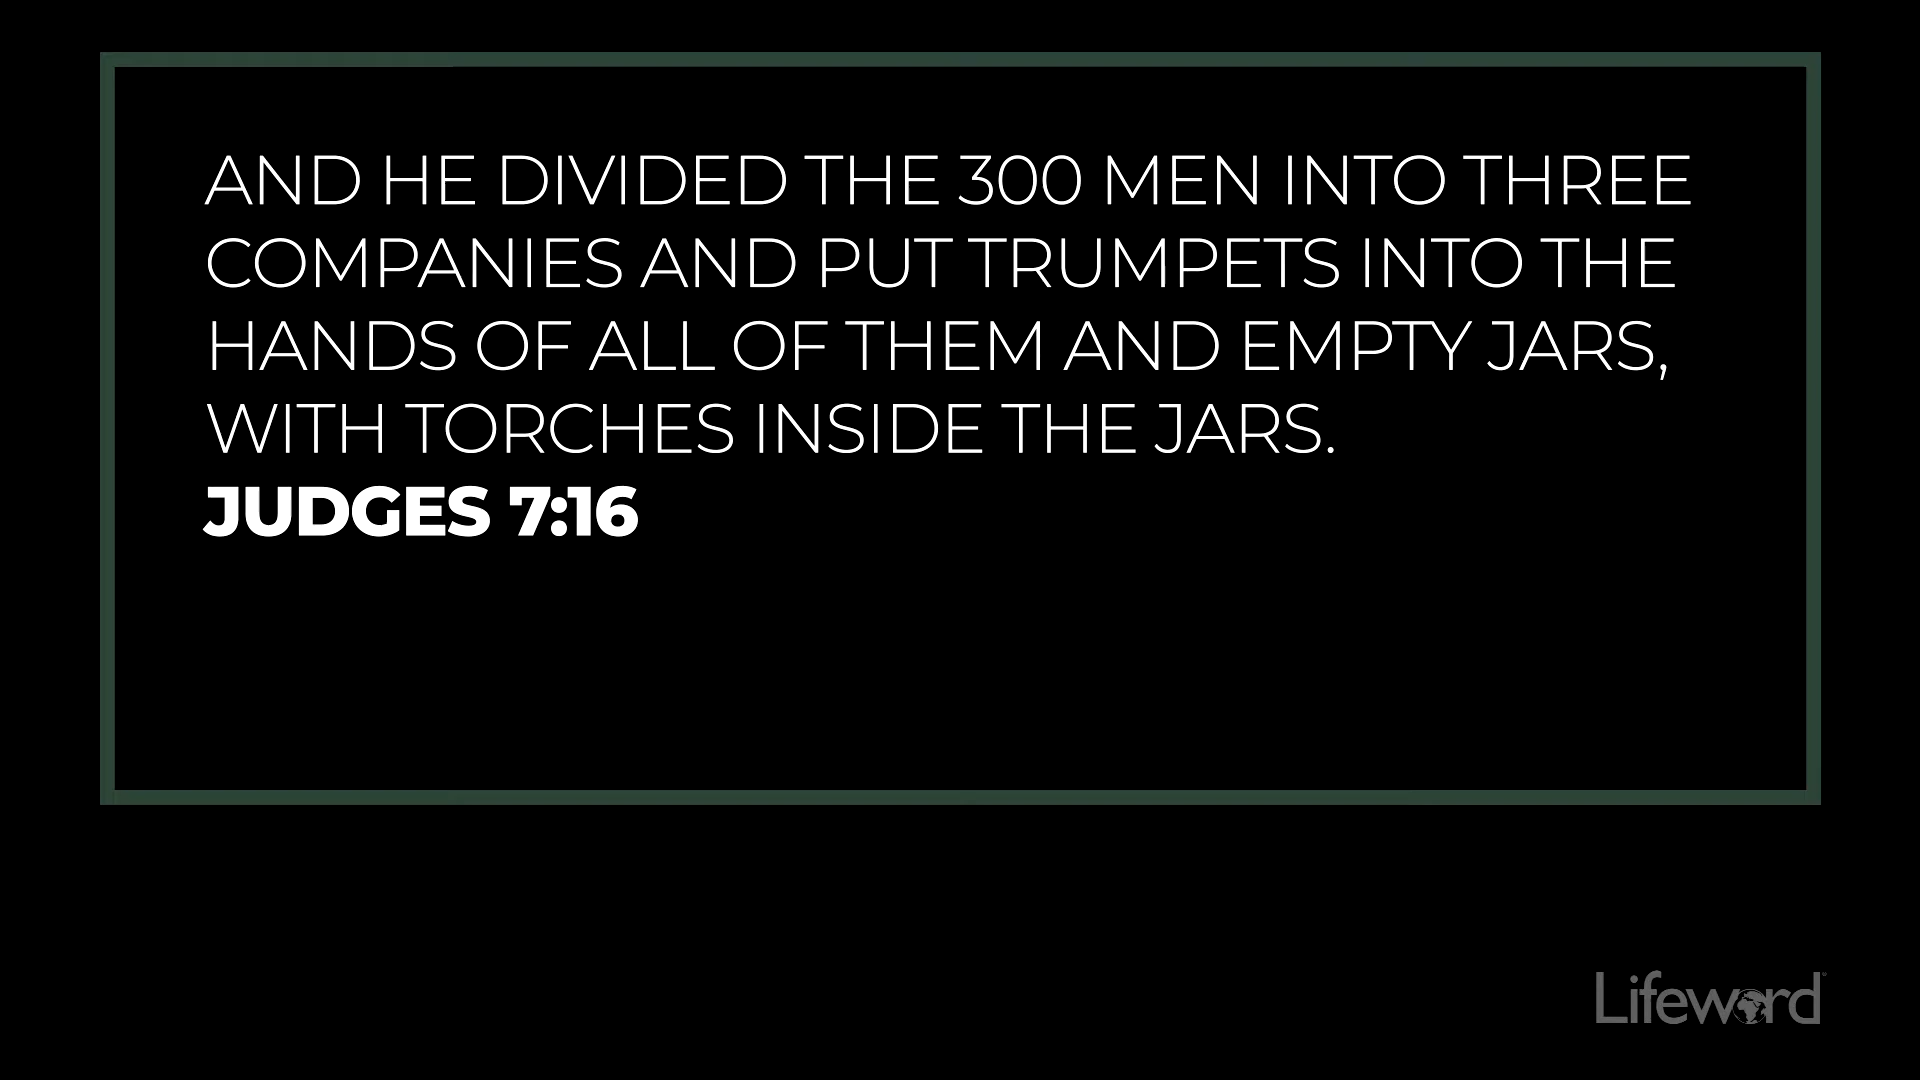 AND HE DIVIDED THE 300 MEN INTO THREE
COMPANIES AND PUT TRUMPETS INTO THE
HANDS OF ALL OF THEM AND EMPTY JARS,
WITH TORCHES INSIDE THE JARS.
JUDGES 7:16
Lifeword